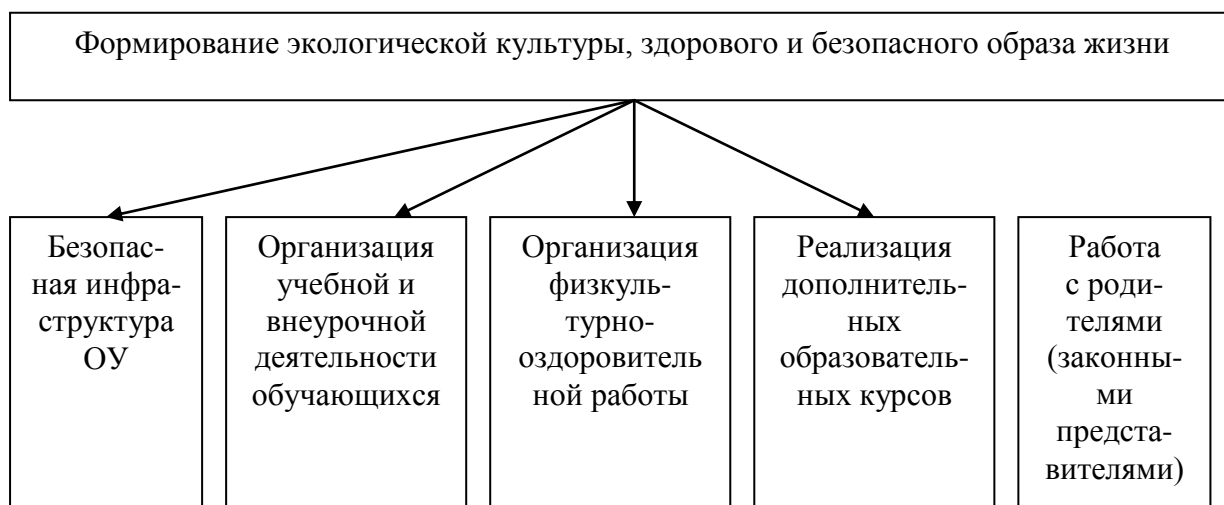 Формирование экологической культуры, здорового и безопасного образа жизни
Безопас-
ная инфра-
структура
ОУ
Организация
учебной и
внеурочной
деятельности
обучающихся
Организация
физкуль-
турно-
оздоровитель
ной работы
Реализация
дополнитель-
ных
образователь-
ных курсов
Работа
с роди-
телями
(законны-
ми
предста-
вителями)